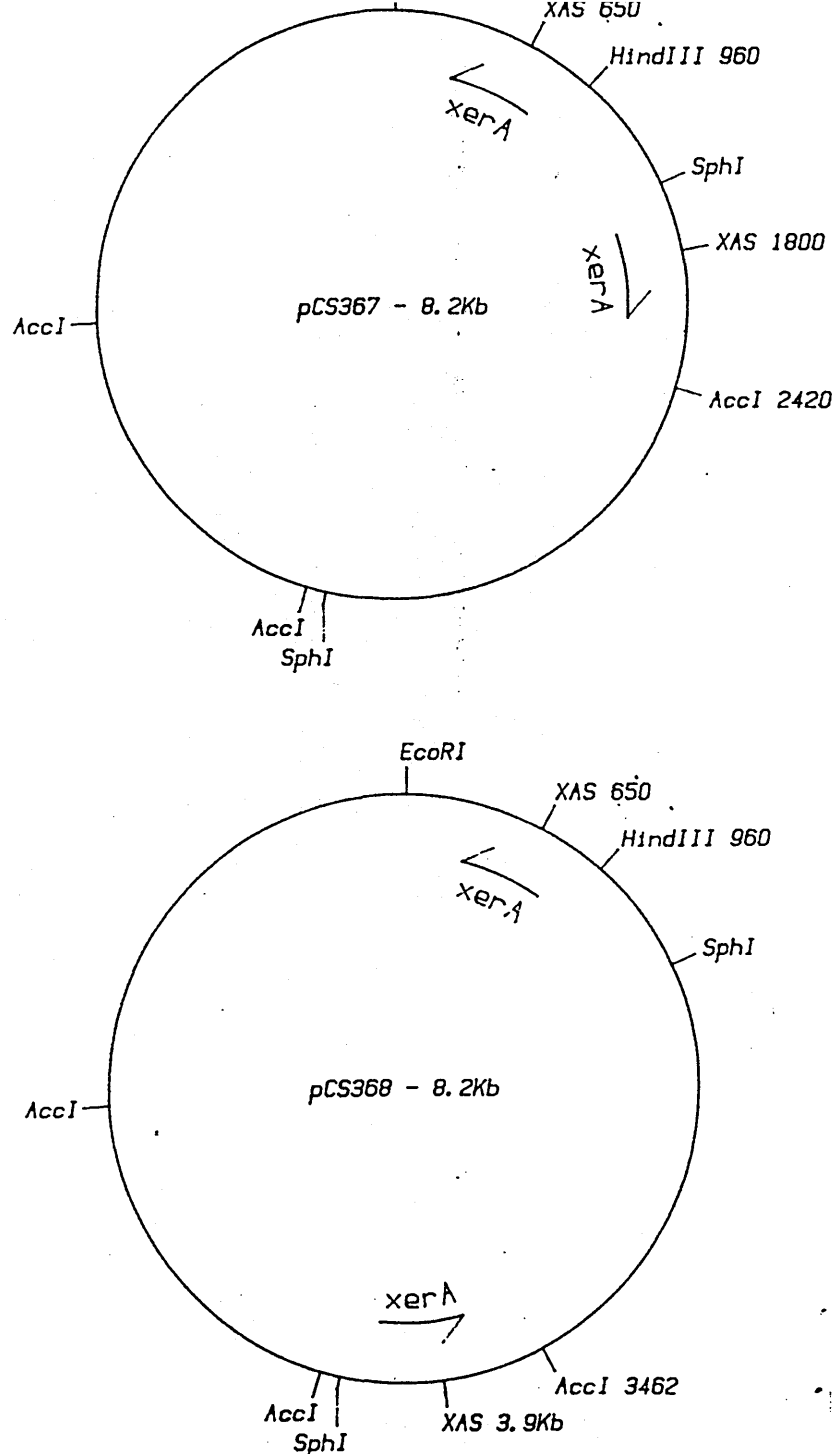 XAS 650
HindIII 960
xerA
SphI
XAS 1800
xerA
pCS367 - 8.2Kb
AccI
AccI 2420
AccI
SphI
EcoRI
XAS 650
HindIII 960
xerA
SphI
pCS368 - 8.2Kb
AccI
xerA
AccI 3462
AccI
XAS 3.9Kb
SphI